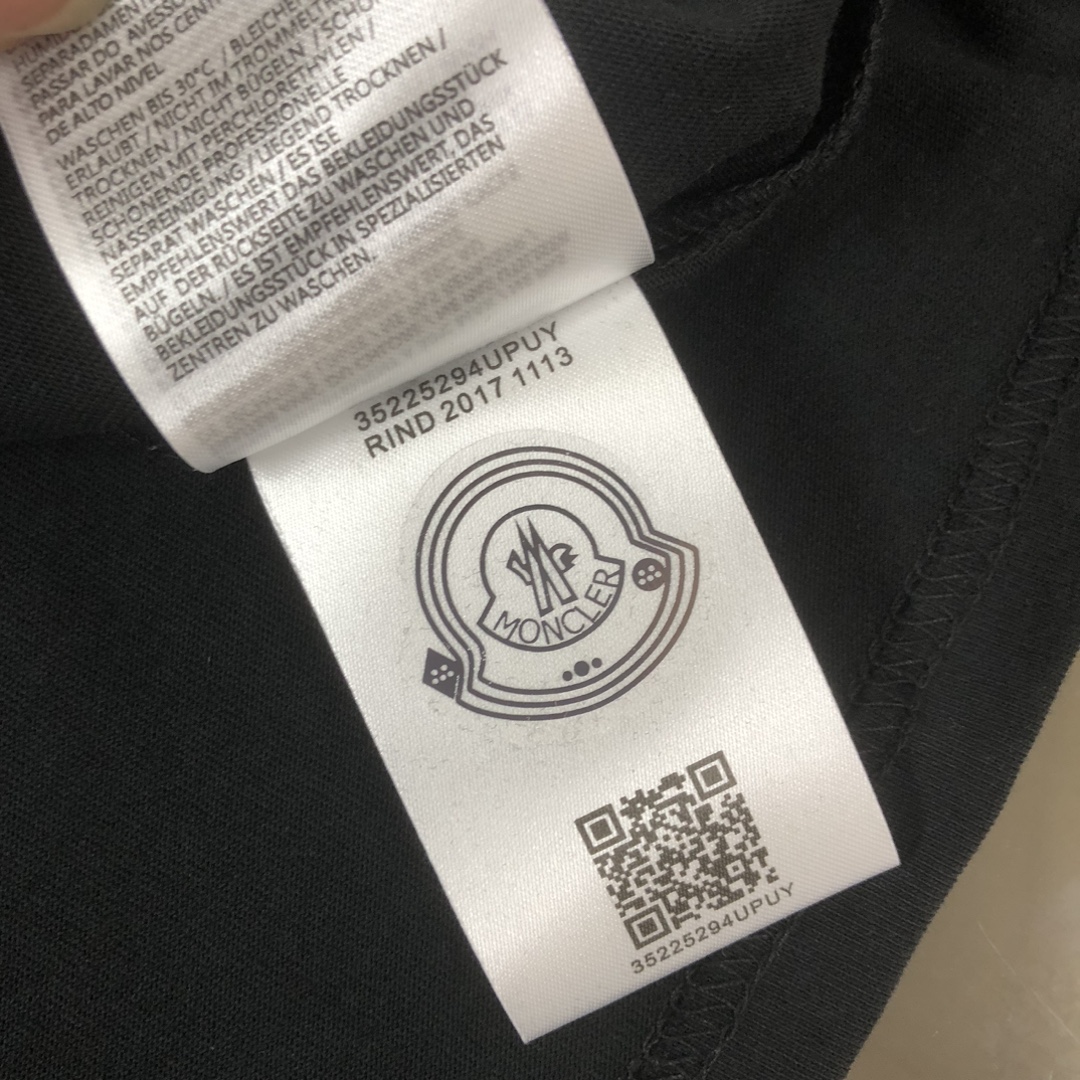 SEPARADAMENTE
PASSAR DO AVESSO
PARA LAVAR NOS CENTR
DE ALTO NIVEL
WASCHEN BIS 30°C / BLEICHEN
ERLAUBT / NICHT IM TROMMELTR
TROCKNEN / NICHT BÜGELN / SCHO
REINIGEN MIT PERCHLORETHYLEN /
SCHONENDE PROFESSIONELLE
NASSREINIGUNG / LIEGEND TROCKNEN /
SEPARAT WASCHEN / ES ISE
EMPFEHLENSWERT DAS BEKLEIDUNGSSTÜCK
AUF DER RÜCKSEITE ZU WASCHEN UND
BÜGELN. / ES IST EMPFEHLENSWERT, DAS
BEKLEIDUNGSSTÜCK IN SPEZIALISIERTEN
ZENTREN ZU WASCHEN.
35225294UPUY
RIND 2017 1113
MONCLER
35225294UPUY